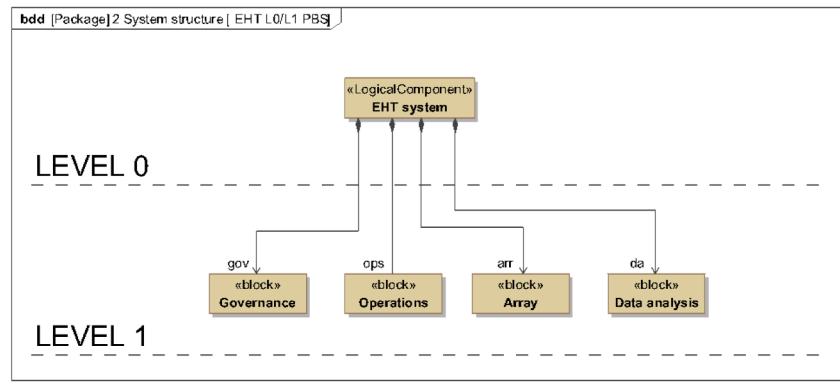 bdd [Package] 2 System structure [ EHT L0/L1 PBS]
«LogicalComponent»
EHT system
LEVEL 0
gov ops arr da
«block» «block» «block» «block»
Governance Operations Array Data analysis
LEVEL 1